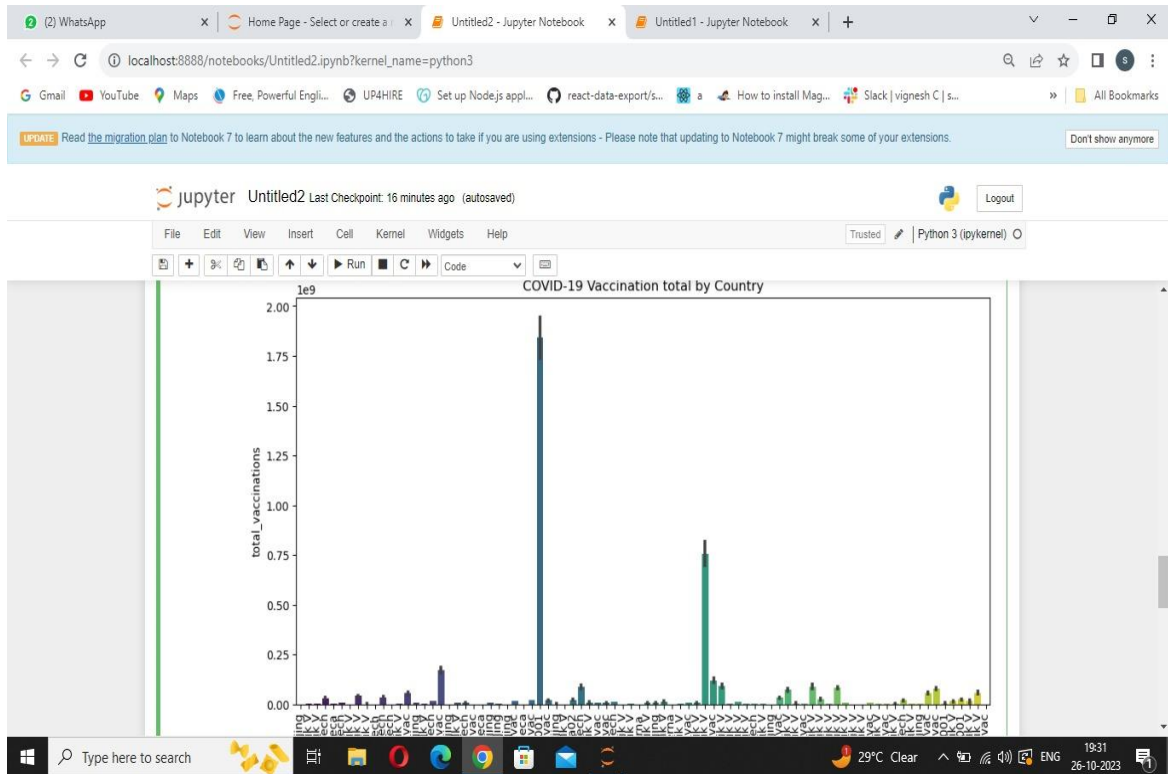 (2) WhatsApp
Home Page - Select or create a n
Untitled2 - Jupyter Notebook
Untitled1 - Jupyter Notebook
localhost:8888/notebooks/Untitled2.ipynb?kernel_name=python3
Gmail YouTube Maps Free, Powerful Engli... UP4HIRE Set up Node.js appl... react-data-export/s... a How to install Mag... Slack | vignesh C | s... » All Bookmarks
UPDATE Read the migration plan to Notebook 7 to learn about the new features and the actions to take if you are using extensions - Please note that updating to Notebook 7 might break some of your extensions. Don't show anymore
jupyter Untitled2 Last Checkpoint: 16 minutes ago (autosaved) Logout
File Edit View Insert Cell Kernel Widgets Help Trusted Python 3 (ipykernel)
Run Code
COVID-19 Vaccination total by Country
1e9
2.00
1.75
1.50
1.25
1.00
0.75
0.50
0.25
0.00
total_vaccinations
Type here to search 29°C Clear ENG 19:31
26-10-2023